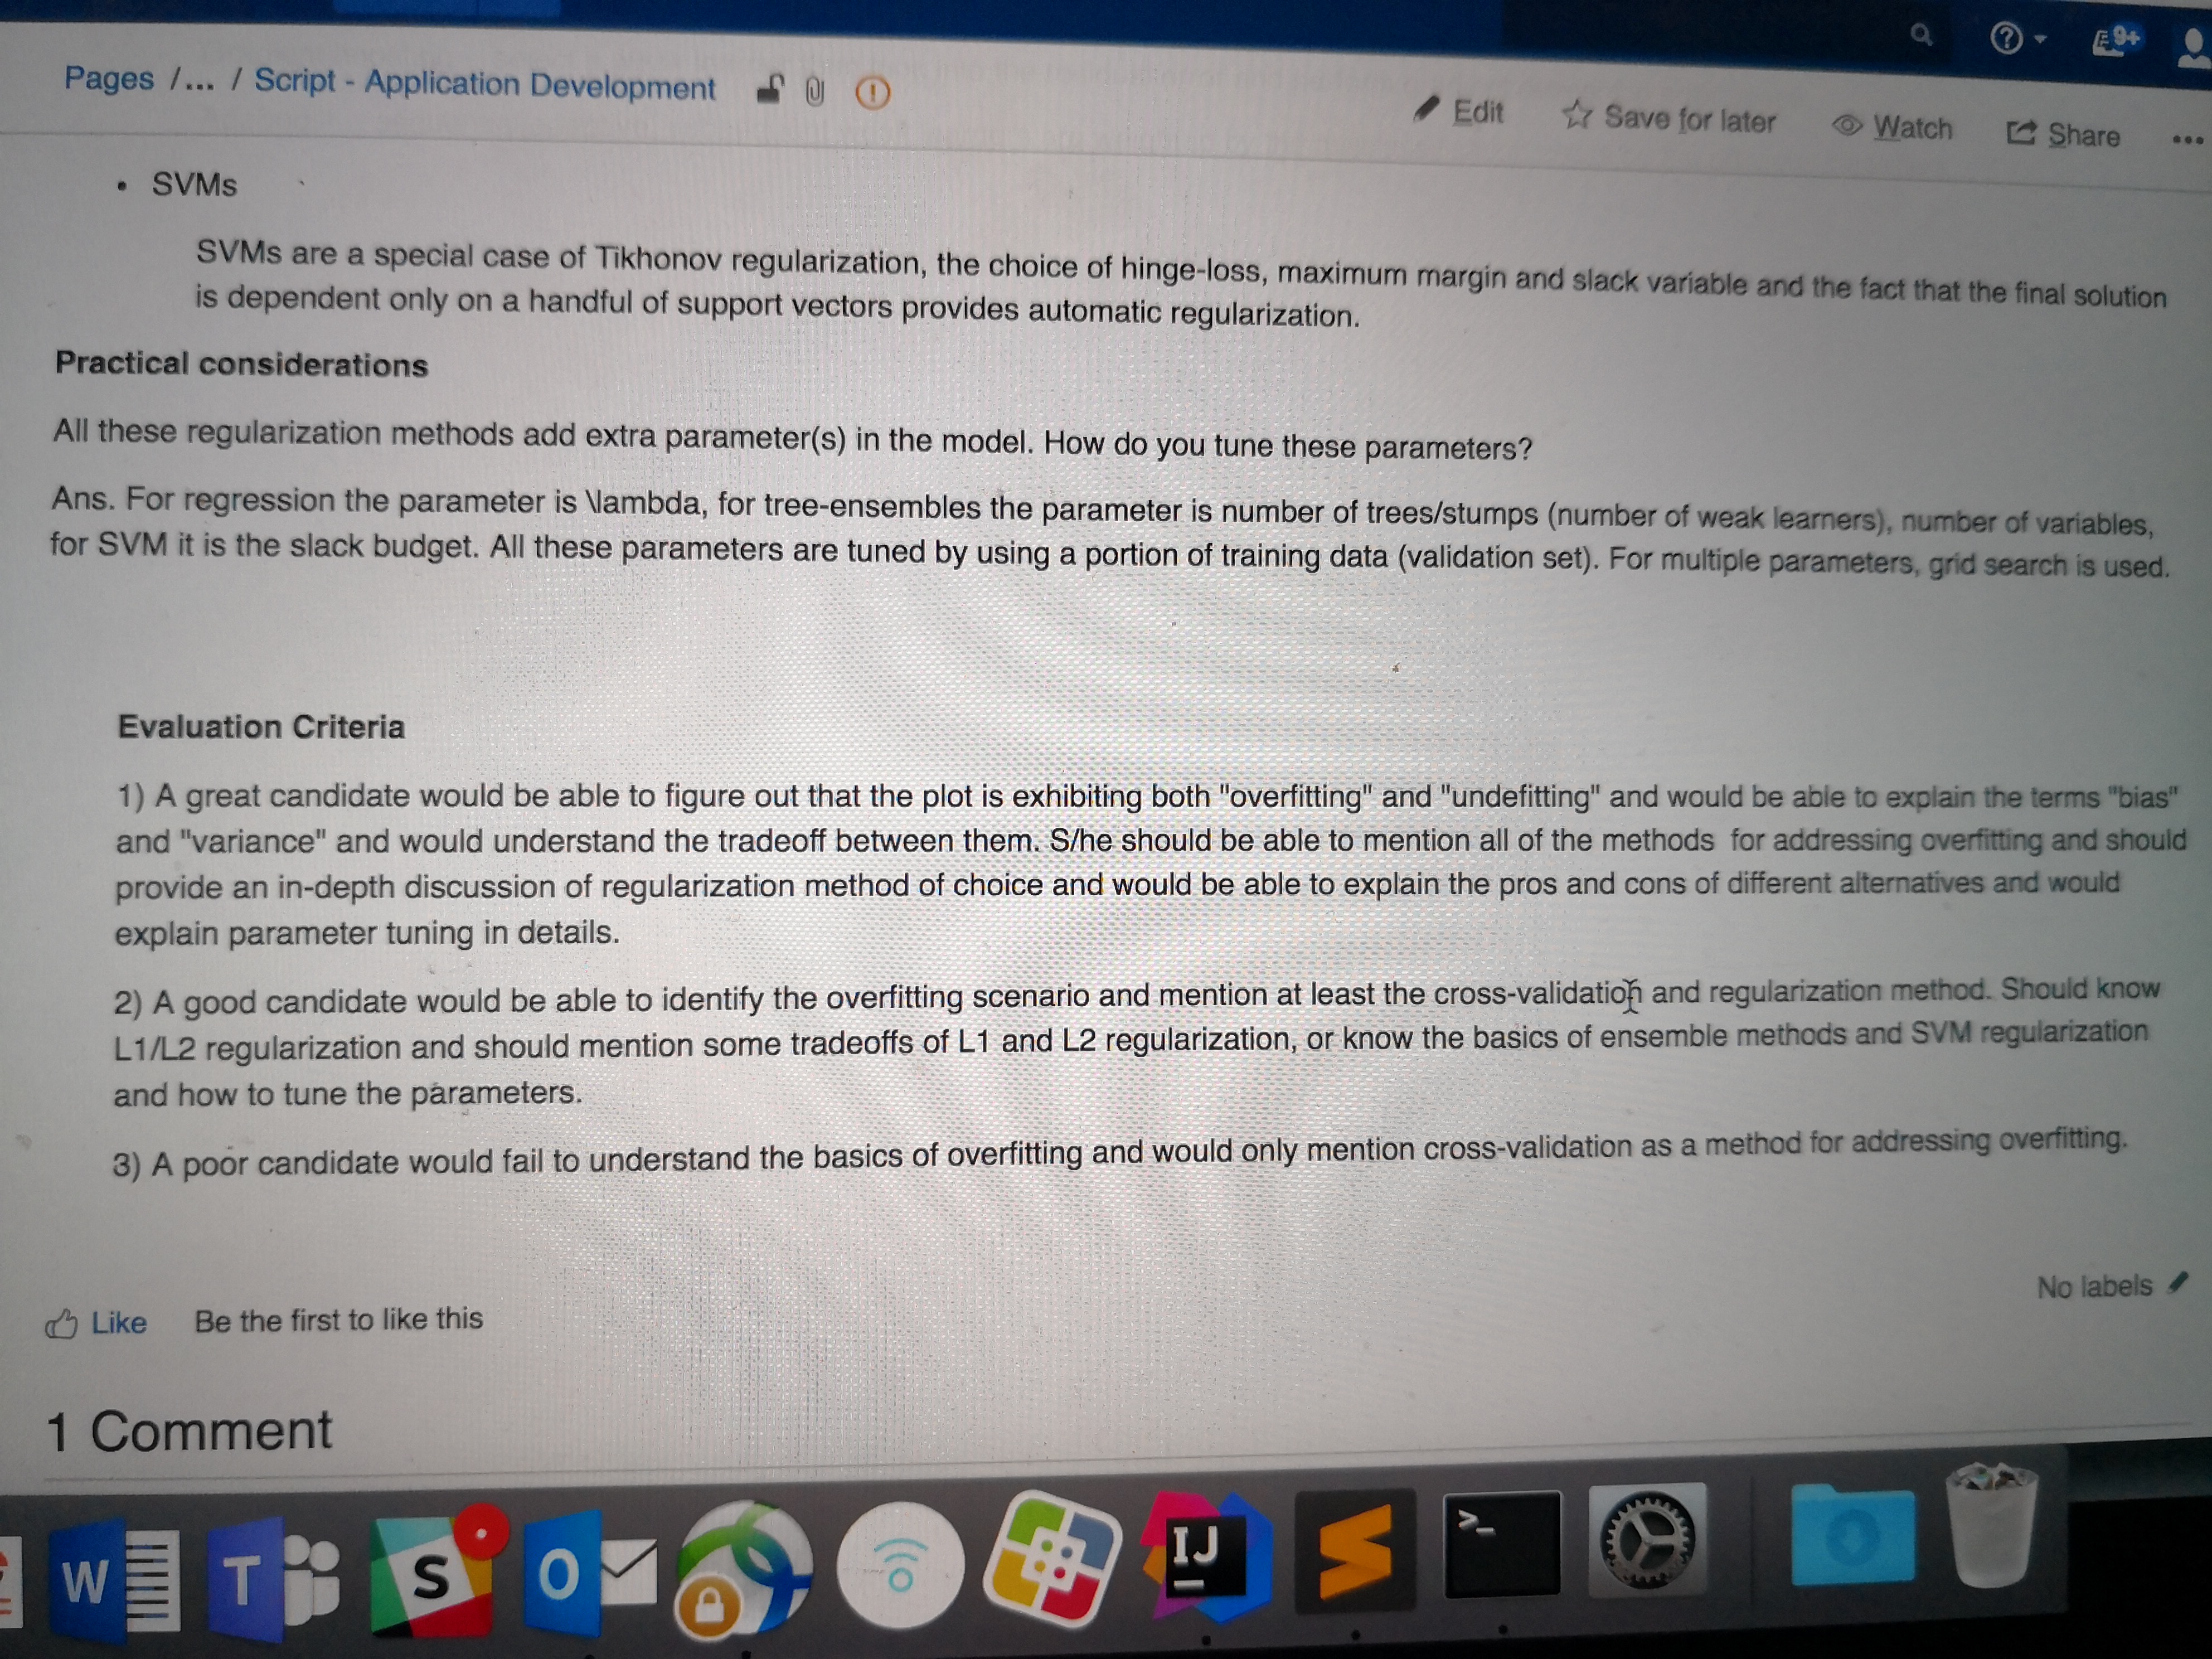 9+
Pages / ... / Script - Application Development
Edit Save for later Watch Share ...
• SVMs
SVMs are a special case of Tikhonov regularization, the choice of hinge-loss, maximum margin and slack variable and the fact that the final solution
is dependent only on a handful of support vectors provides automatic regularization.
Practical considerations
All these regularization methods add extra parameter(s) in the model. How do you tune these parameters?
Ans. For regression the parameter is \lambda, for tree-ensembles the parameter is number of trees/stumps (number of weak learners), number of variables,
for SVM it is the slack budget. All these parameters are tuned by using a portion of training data (validation set). For multiple parameters, grid search is used.
Evaluation Criteria
1) A great candidate would be able to figure out that the plot is exhibiting both "overfitting" and "undefitting" and would be able to explain the terms "bias"
and "variance" and would understand the tradeoff between them. S/he should be able to mention all of the methods for addressing overfitting and should
provide an in-depth discussion of regularization method of choice and would be able to explain the pros and cons of different alternatives and would
explain parameter tuning in details.
2) A good candidate would be able to identify the overfitting scenario and mention at least the cross-validation and regularization method. Should know
L1/L2 regularization and should mention some tradeoffs of L1 and L2 regularization, or know the basics of ensemble methods and SVM regularization
and how to tune the parameters.
3) A poor candidate would fail to understand the basics of overfitting and would only mention cross-validation as a method for addressing overfitting.
No labels
Like Be the first to like this
1 Comment
W T S O IJ >_